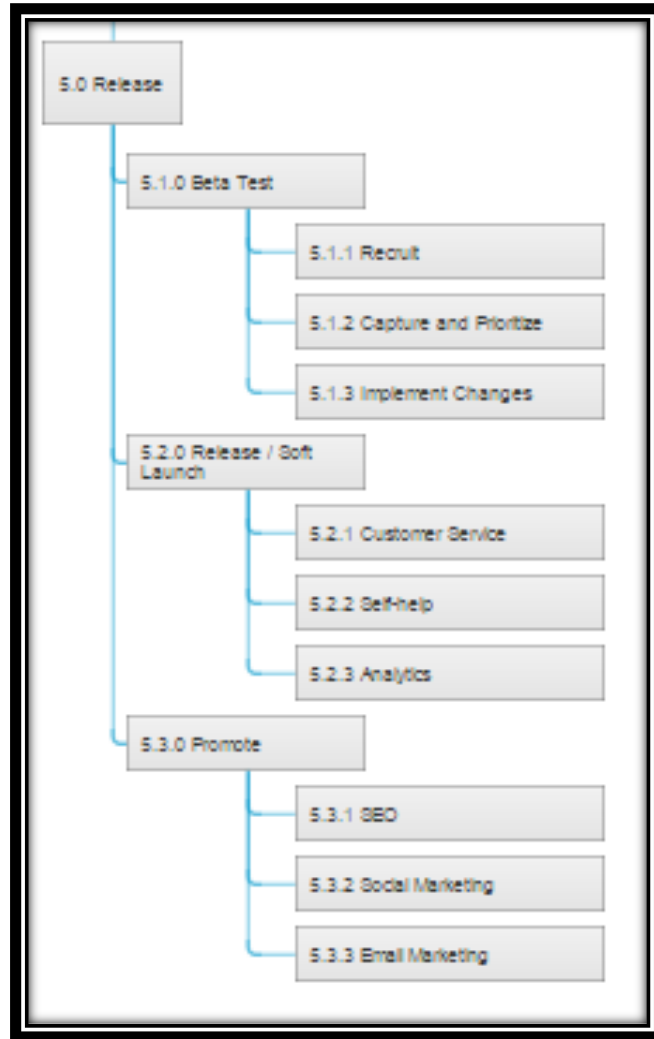 5.0 Release
5.1.0 Beta Test
5.1.1 Recruit
5.1.2 Capture and Prioritize
5.1.3 Implement Changes
5.2.0 Release / Soft
Launch
5.2.1 Customer Service
5.2.2 Self-help
5.2.3 Analytics
5.3.0 Promote
5.3.1 SEO
5.3.2 Social Marketing
5.3.3 Email Marketing